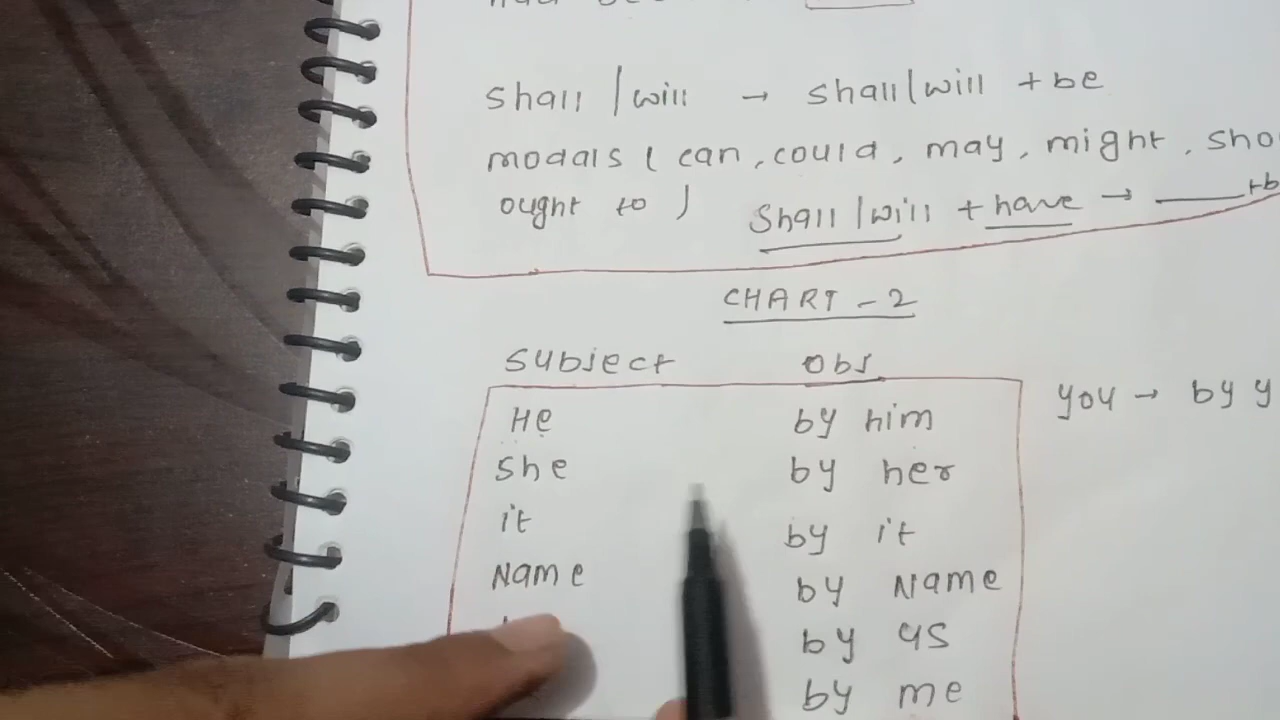 shall / will → shall/will + be
modals ( can, could, may, might, sho
ought to ) shall/will + have → ____ +b
CHART - 2
Subject Obj
He by him you → by y
She by her
it by it
Name by Name
by us
by me